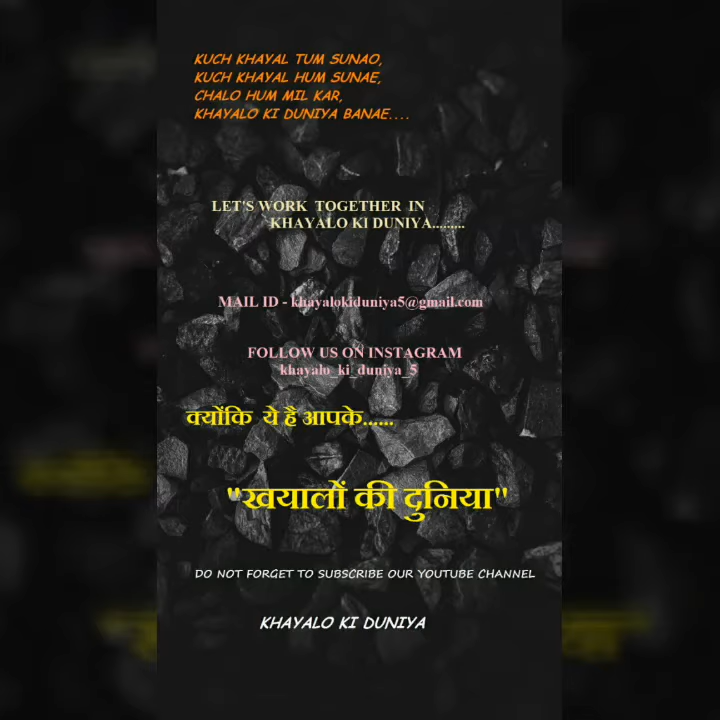 KUCH KHAYAL TUM SUNAO,
KUCH KHAYAL HUM SUNAE,
CHALO HUM MIL KAR,
KHAYALO KI DUNIYA BANAE....
LET'S WORK TOGETHER IN
KHAYALO KI DUNIYA.........
MAIL ID - khayalokiduniya5@gmail.com
FOLLOW US ON INSTAGRAM
khayalo_ki_duniya_5
क्योंकि ये है आपके......
"खयालों की दुनिया"
DO NOT FORGET TO SUBSCRIBE OUR YOUTUBE CHANNEL
KHAYALO KI DUNIYA